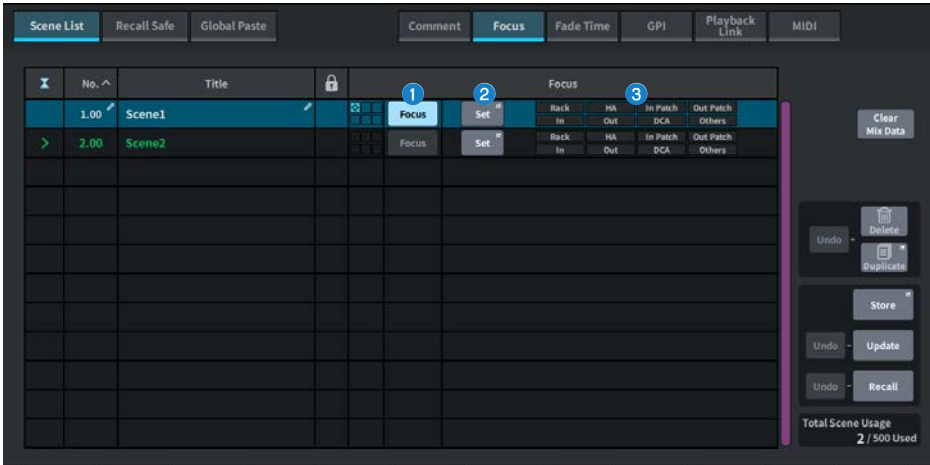 Scene List Recall Safe Global Paste Comment Focus Fade Time GPI Playback Link MIDI
No. Title Focus
1 2 3
1.00 Scene1 Focus Set Rack HA In Patch Out Patch
In Out DCA Others
2.00 Scene2 Focus Set Rack HA In Patch Out Patch
In Out DCA Others
Clear
Mix Data
Undo - Delete
Duplicate
Store
Undo - Update
Undo - Recall
Total Scene Usage
2 / 500 Used